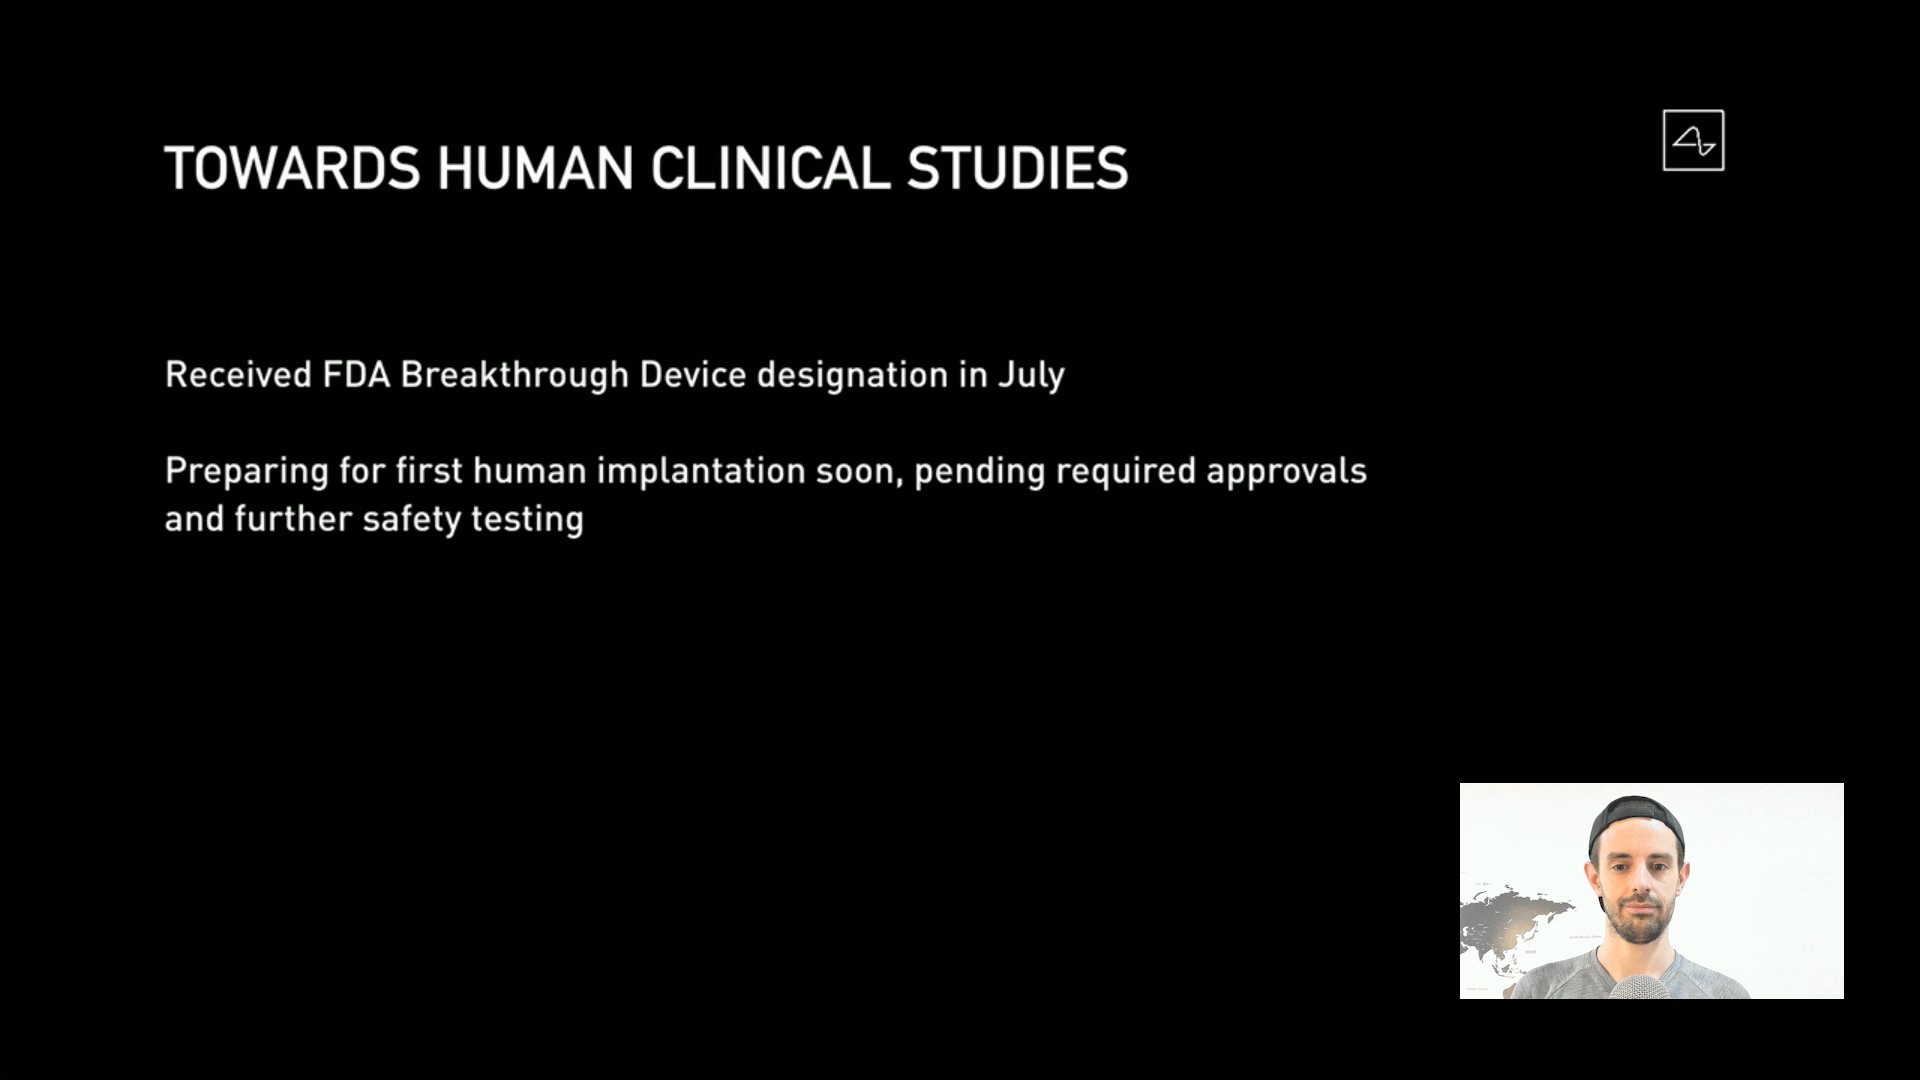 TOWARDS HUMAN CLINICAL STUDIES
Received FDA Breakthrough Device designation in July
Preparing for first human implantation soon, pending required approvals
and further safety testing